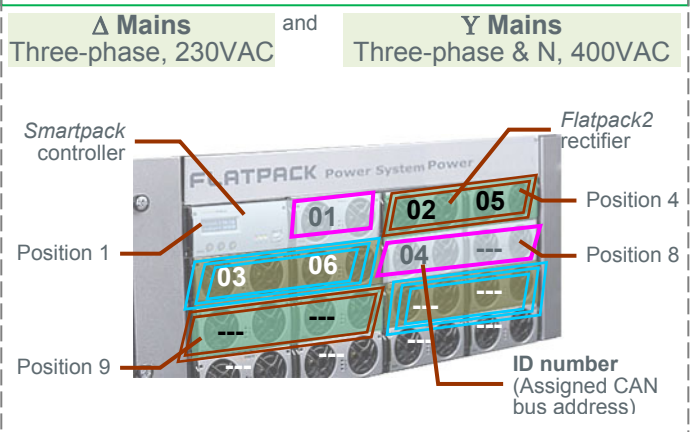 Δ Mains and Y Mains
Three-phase, 230VAC Three-phase & N, 400VAC
Smartpack controller
Flatpack2 rectifier
FLATPACK Power System Power
Position 1
01
02 05
Position 4
03 06
04 ---
Position 8
--- ---
--- ---
Position 9
--- --- ---
ID number
(Assigned CAN
bus address)